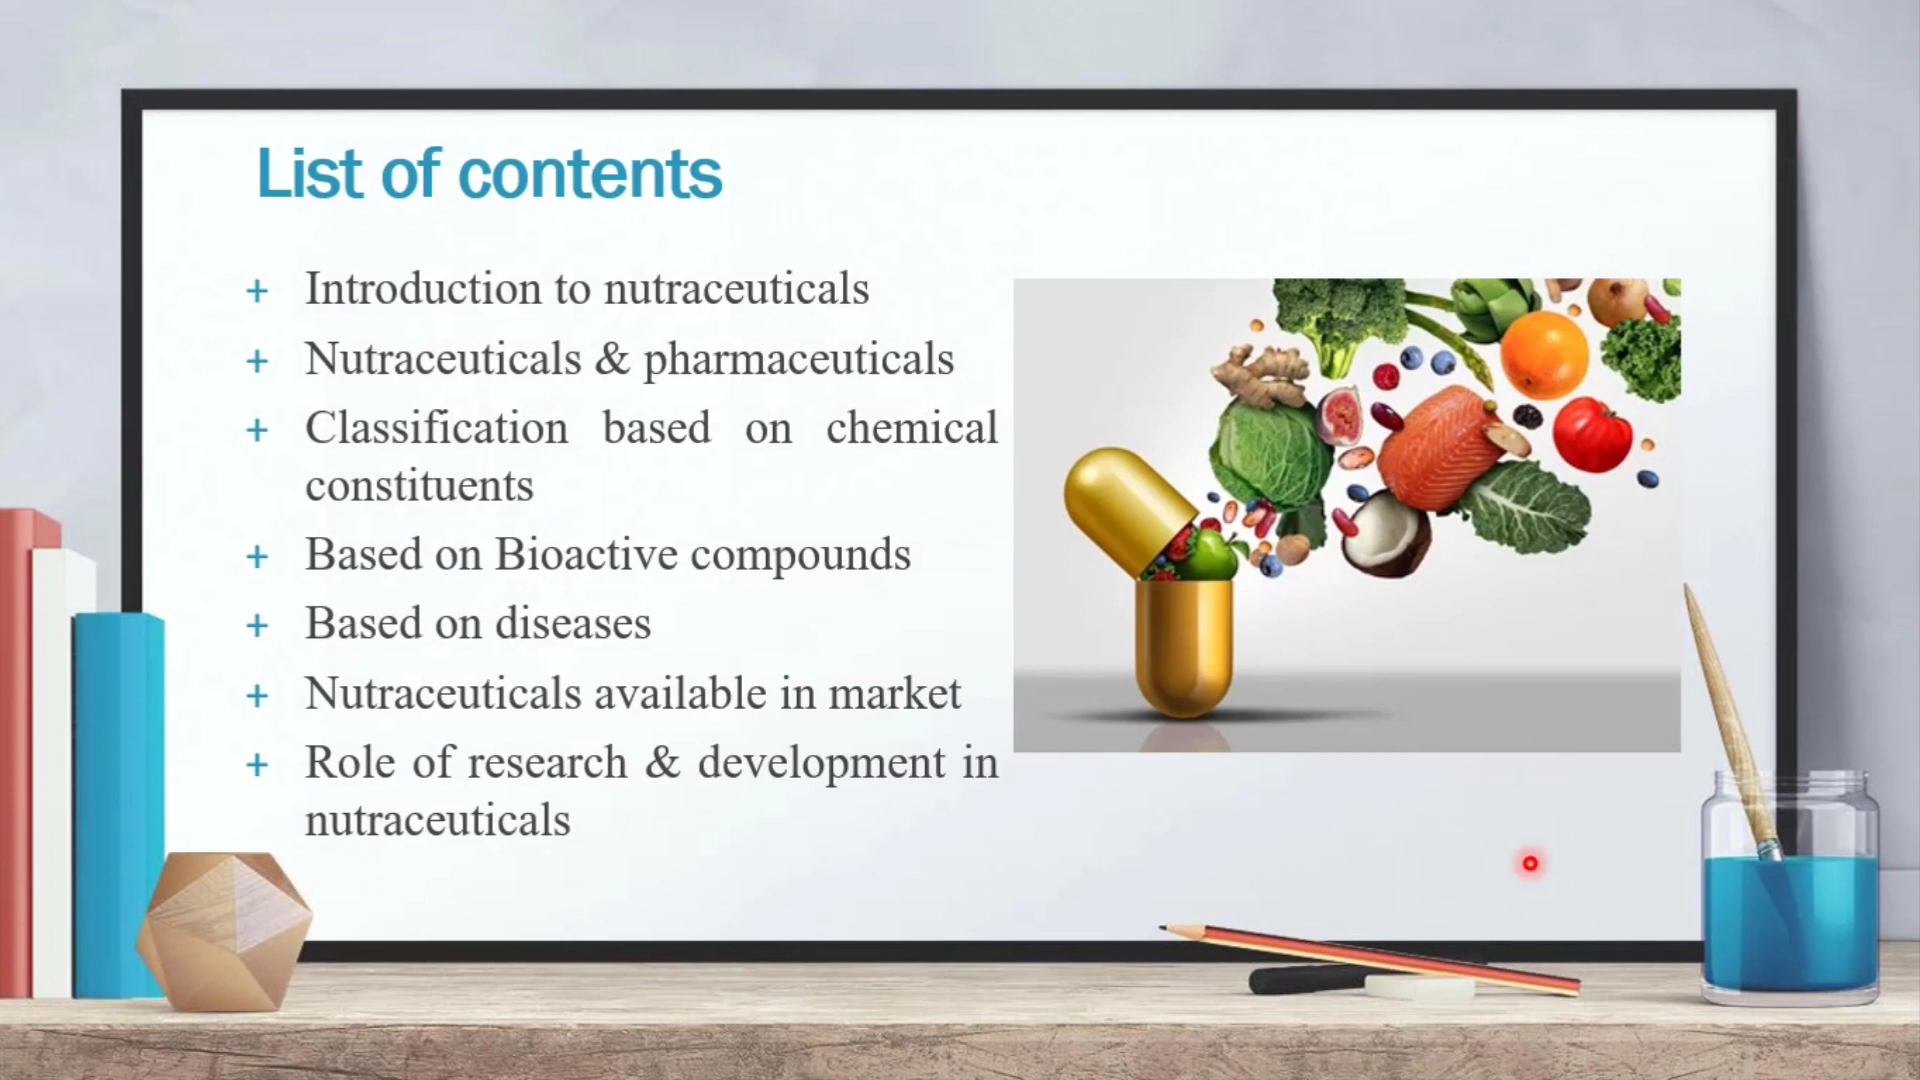 List of contents
+ Introduction to nutraceuticals
+ Nutraceuticals & pharmaceuticals
+ Classification based on chemical
constituents
+ Based on Bioactive compounds
+ Based on diseases
+ Nutraceuticals available in market
+ Role of research & development in
nutraceuticals